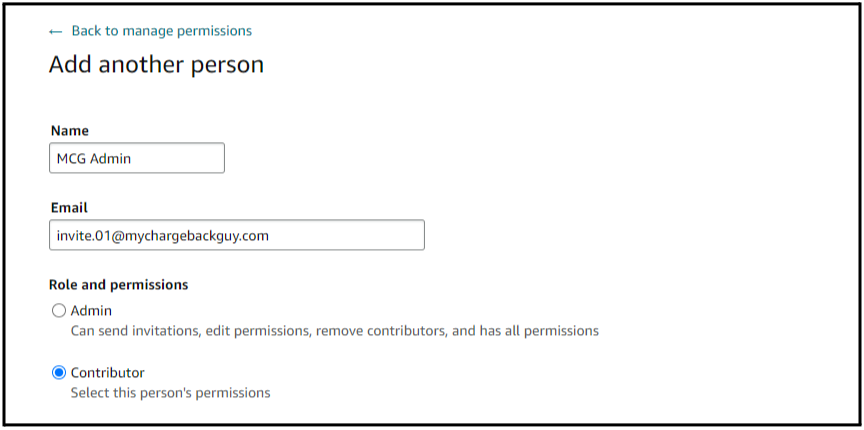 ← Back to manage permissions
Add another person
Name
MCG Admin
Email
invite.01@mychargebackguy.com
Role and permissions
Admin
Can send invitations, edit permissions, remove contributors, and has all permissions
Contributor
Select this person's permissions